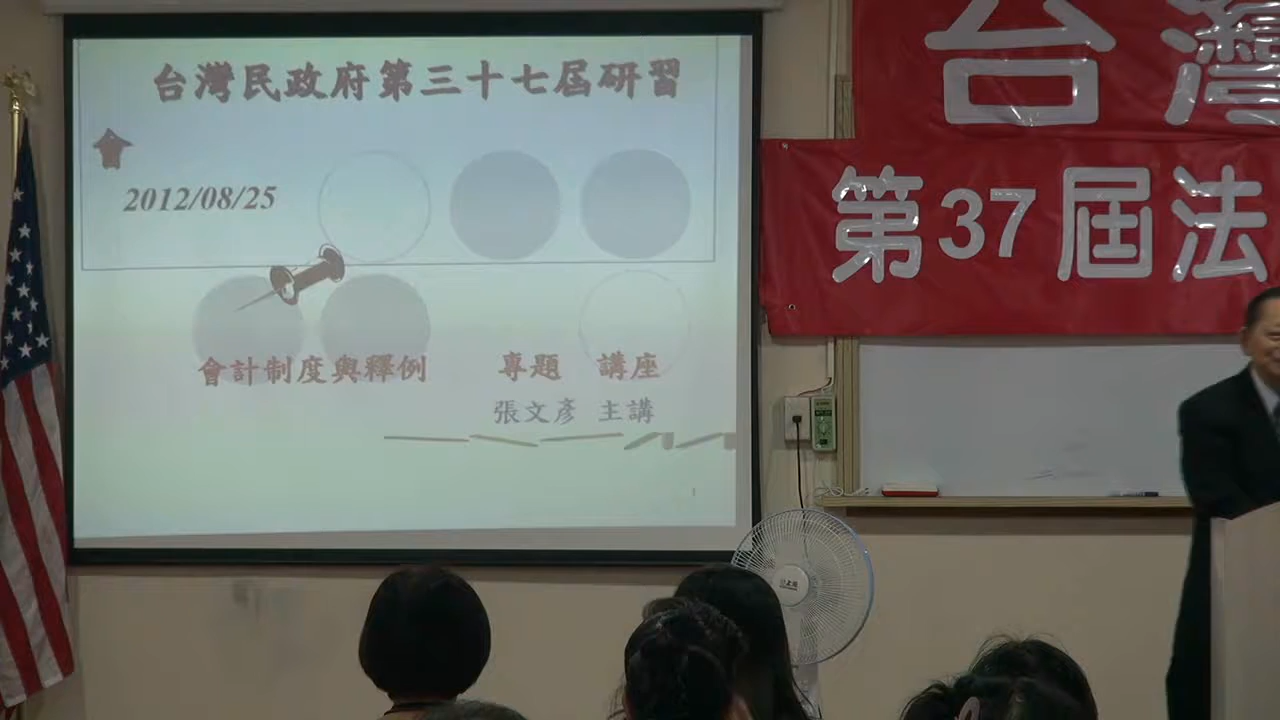 台灣民政府第三十七屆研習
2012/08/25
會計制度與釋例 專題 講座
張文彥 主講
1
台灣
第37屆法